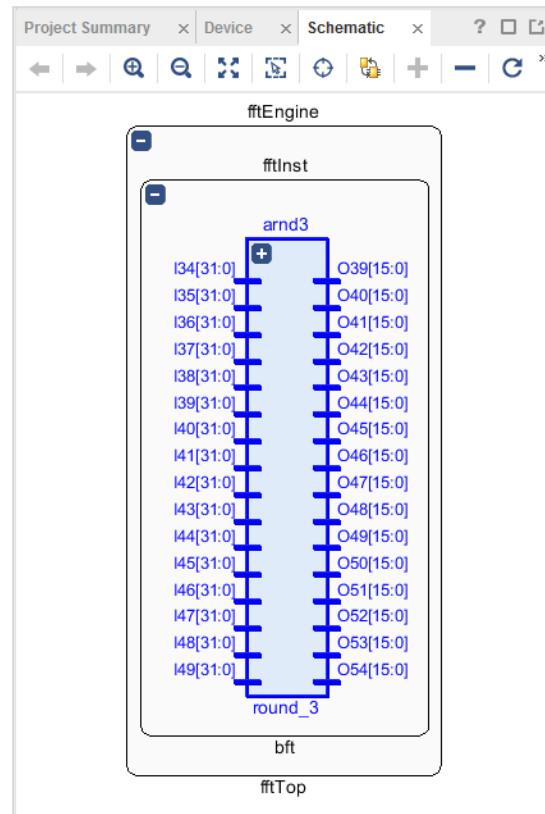 Project Summary × Device × Schematic × ?
»
fftEngine
fftInst
arnd3
I34[31:0] O39[15:0]
I35[31:0] O40[15:0]
I36[31:0] O41[15:0]
I37[31:0] O42[15:0]
I38[31:0] O43[15:0]
I39[31:0] O44[15:0]
I40[31:0] O45[15:0]
I41[31:0] O46[15:0]
I42[31:0] O47[15:0]
I43[31:0] O48[15:0]
I44[31:0] O49[15:0]
I45[31:0] O50[15:0]
I46[31:0] O51[15:0]
I47[31:0] O52[15:0]
I48[31:0] O53[15:0]
I49[31:0] O54[15:0]
round_3
bft
fftTop